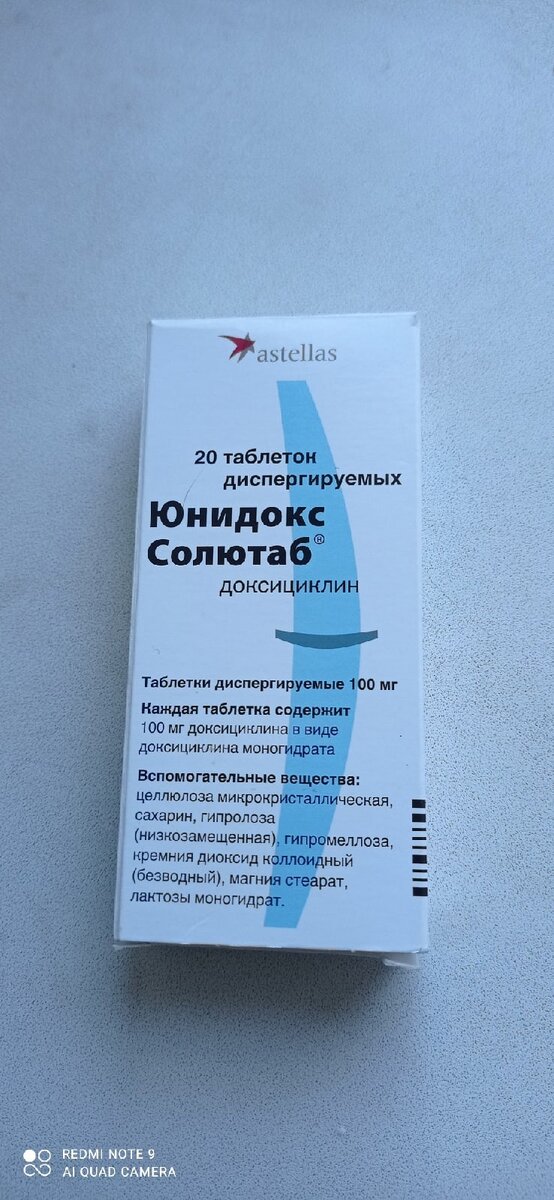 astellas
20 таблеток
диспергируемых
Юнидокс
Солютаб®
доксициклин
Таблетки диспергируемые 100 мг
Каждая таблетка содержит
100 мг доксициклина в виде
доксициклина моногидрата
Вспомогательные вещества:
целлюлоза микрокристаллическая,
сахарин, гипролоза
(низкозамещенная), гипромеллоза,
кремния диоксид коллоидный
(безводный), магния стеарат,
лактозы моногидрат.
REDMI NOTE 9
AI QUAD CAMERA